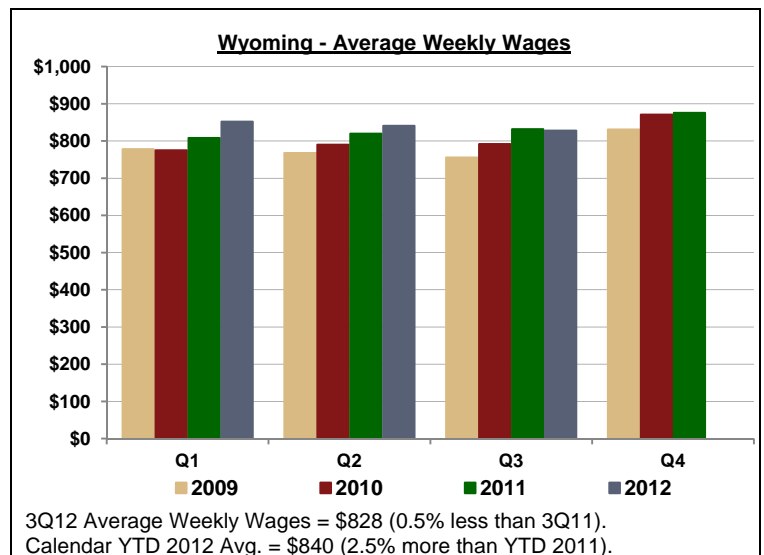 Wyoming - Average Weekly Wages
$1,000
$900
$800
$700
$600
$500
$400
$300
$200
$100
$0
Q1 Q2 Q3 Q4
2009 2010 2011 2012
3Q12 Average Weekly Wages = $828 (0.5% less than 3Q11).
Calendar YTD 2012 Avg. = $840 (2.5% more than YTD 2011).